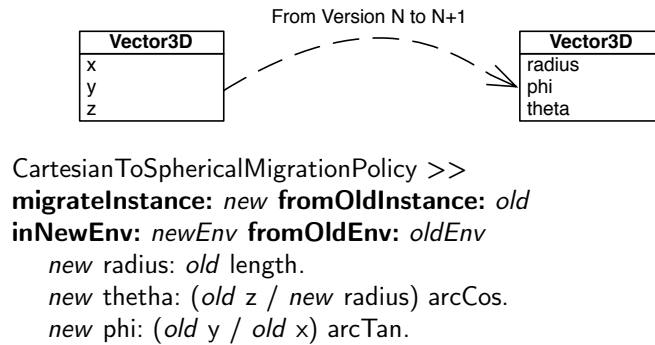 From Version N to N+1
Vector3D
x
y
z
Vector3D
radius
phi
theta
CartesianToSphericalMigrationPolicy >>
migrateInstance: new fromOldInstance: old
inNewEnv: newEnv fromOldEnv: oldEnv
new radius: old length.
new thetha: (old z / new radius) arcCos.
new phi: (old y / old x) arcTan.